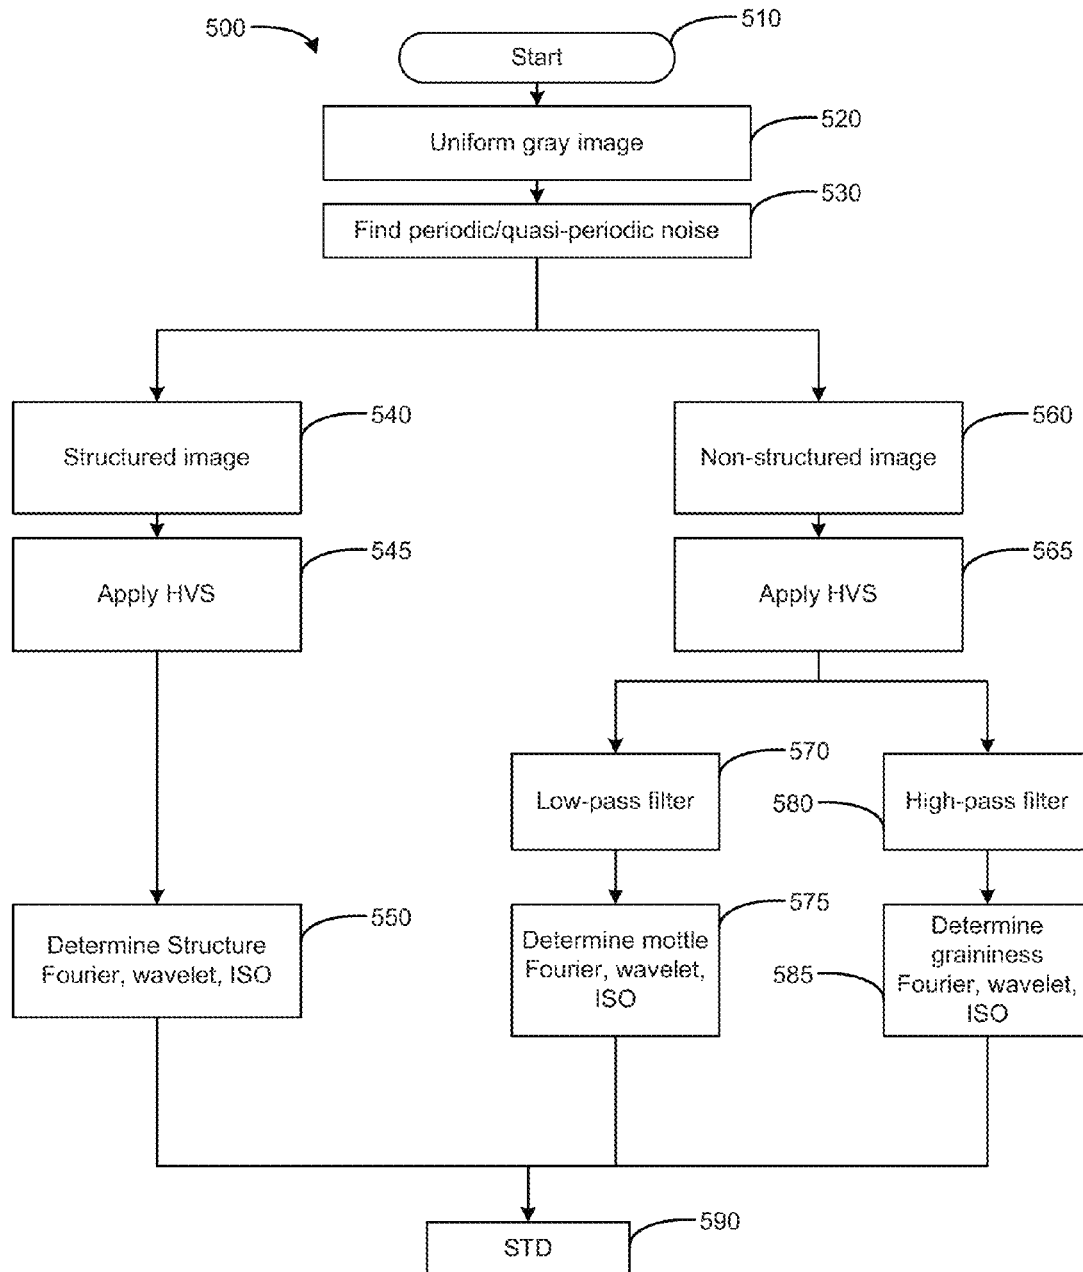 500
510
Start
520
Uniform gray image
530
Find periodic/quasi-periodic noise
540
Structured image
560
Non-structured image
545
Apply HVS
565
Apply HVS
570
Low-pass filter
580
High-pass filter
550
Determine Structure
Fourier, wavelet, ISO
575
Determine mottle
Fourier, wavelet,
ISO
585
Determine
graininess
Fourier, wavelet,
ISO
590
STD